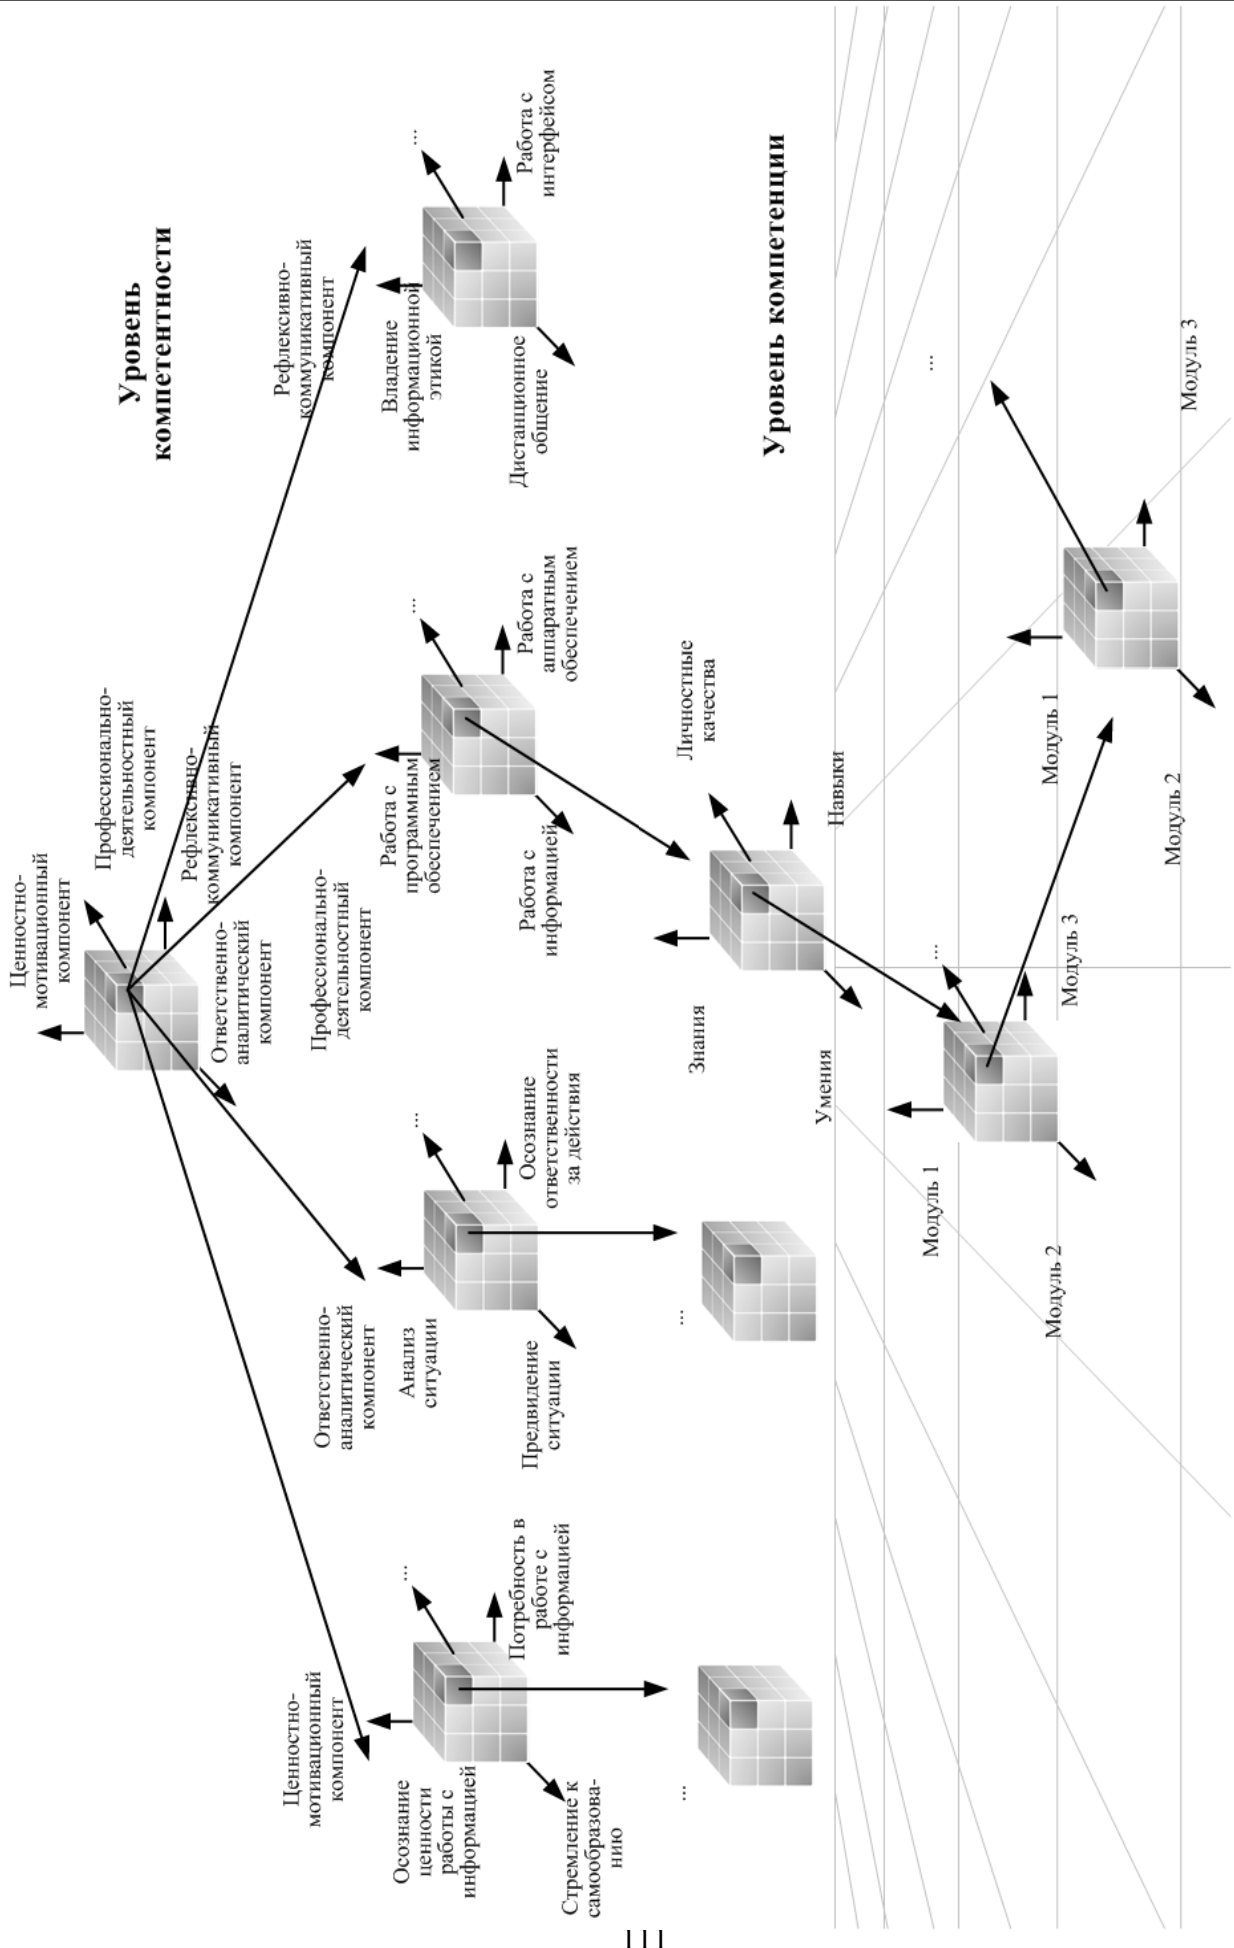 Уровень
компетентности
Ценностно-
мотивационный
компонент
Профессионально-
деятельностный
компонент
Рефлексивно-
коммуникативный
компонент
Ответственно-
аналитический
компонент
Ценностно-
мотивационный
компонент
Ответственно-
аналитический
компонент
Профессионально-
деятельностный
компонент
Рефлексивно-
коммуникативный
компонент
Осознание
ценности
работы с
информацией
...
Потребность в
работе с
информацией
Стремление к
самообразова-
нию
Анализ
ситуации
...
Осознание
ответственности
за действия
Предвидение
ситуации
Работа с
программным
обеспечением
...
Работа с
аппаратным
обеспечением
Работа с
информацией
Владение
информационной
этикой
...
Работа с
интерфейсом
Дистанционное
общение
Уровень компетенции
...
...
Знания
Личностные
качества
Умения
Навыки
Модуль 1
...
Модуль 2
Модуль 3
Модуль 1
...
Модуль 2
Модуль 3
111